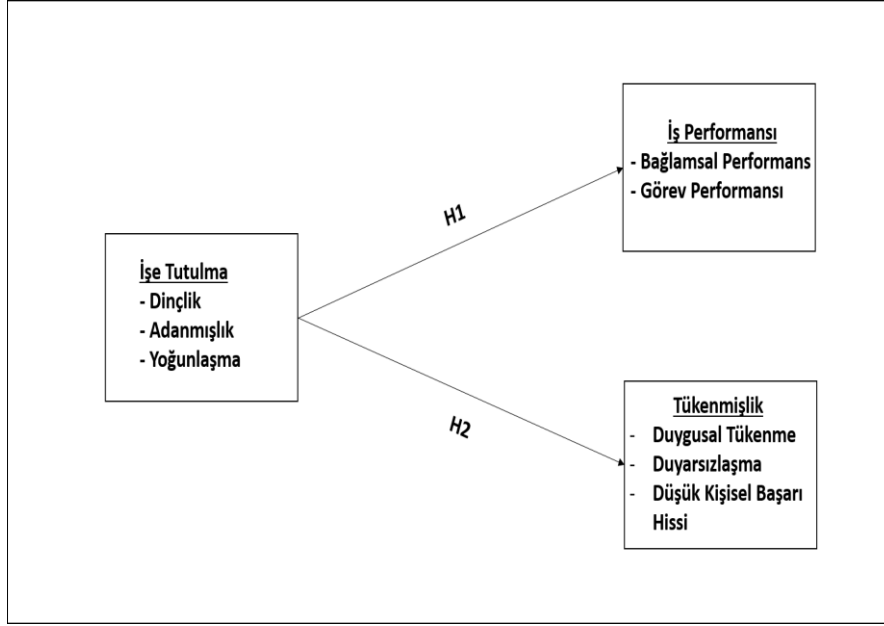 İş Performansı
- Bağlamsal Performans
- Görev Performansı
H1
İşe Tutulma
- Dinçlik
- Adanmışlık
- Yoğunlaşma
H2
Tükenmişlik
- Duygusal Tükenme
- Duyarsızlaşma
- Düşük Kişisel Başarı
Hissi